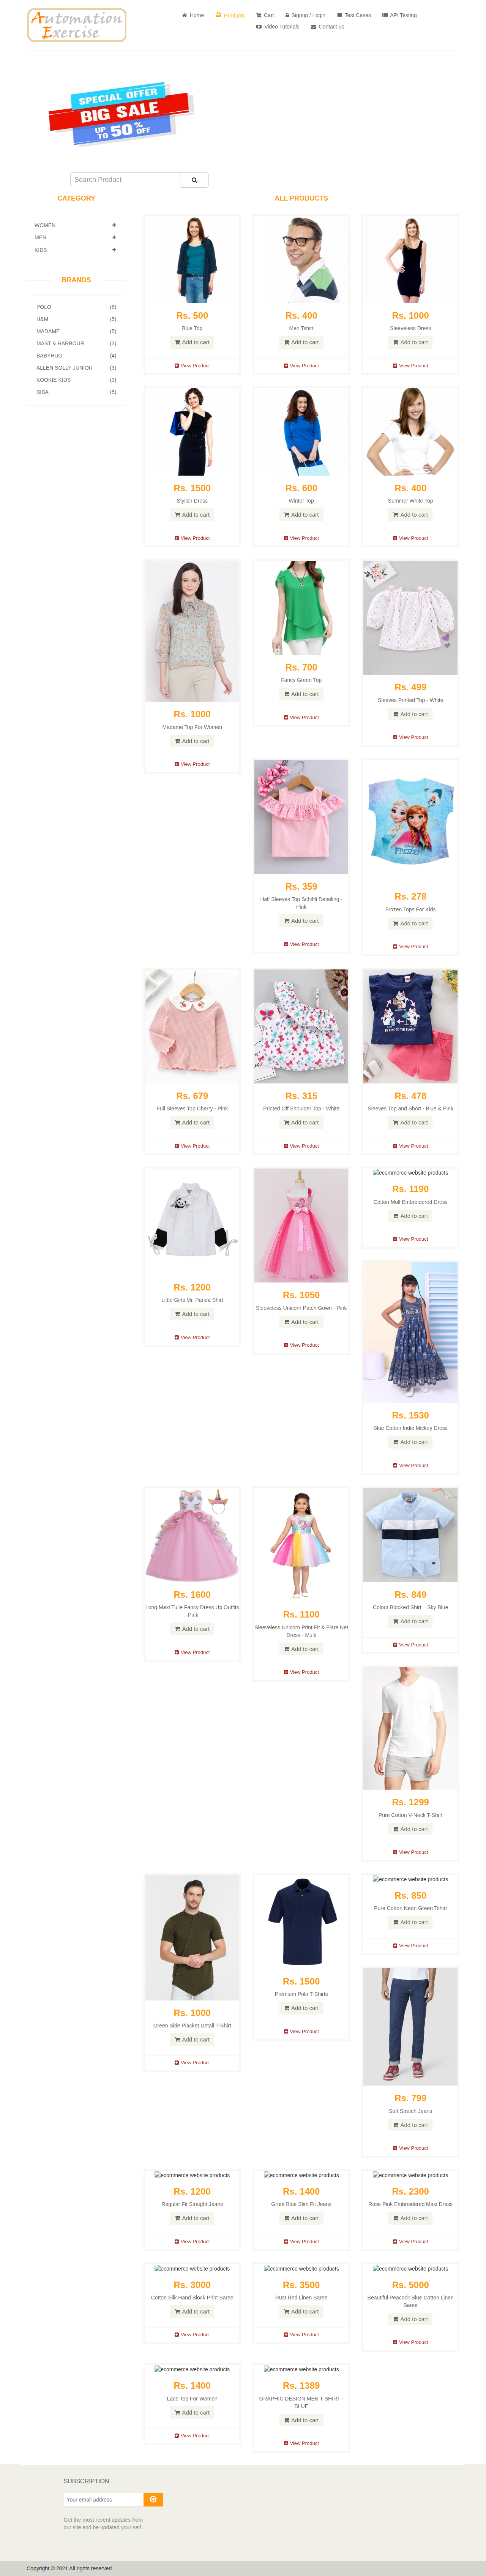 Automation
Exercise
Home
Products
Cart
Signup / Login
Test Cases
API Testing
Video Tutorials
Contact us
SPECIAL OFFER
BIG SALE
UP TO 50% OFF
Search Product
CATEGORY
WOMEN
MEN
KIDS
BRANDS
POLO (6)
H&M (5)
MADAME (5)
MAST & HARBOUR (3)
BABYHUG (4)
ALLEN SOLLY JUNIOR (3)
KOOKIE KIDS (3)
BIBA (5)
ALL PRODUCTS
Rs. 500
Blue Top
Add to cart
View Product
Rs. 400
Men Tshirt
Add to cart
View Product
Rs. 1000
Sleeveless Dress
Add to cart
View Product
Rs. 1500
Stylish Dress
Add to cart
View Product
Rs. 600
Winter Top
Add to cart
View Product
Rs. 400
Summer White Top
Add to cart
View Product
Rs. 1000
Madame Top For Women
Add to cart
View Product
Rs. 700
Fancy Green Top
Add to cart
View Product
Rs. 499
Sleeves Printed Top - White
Add to cart
View Product
Rs. 359
Half Sleeves Top Schiffli Detailing -
Pink
Add to cart
View Product
FROZEN
Rs. 278
Frozen Tops For Kids
Add to cart
View Product
Rs. 679
Full Sleeves Top Cherry - Pink
Add to cart
View Product
Rs. 315
Printed Off Shoulder Top - White
Add to cart
View Product
Rs. 478
Sleeves Top and Short - Blue & Pink
Add to cart
View Product
Rs. 1200
Little Girls Mr. Panda Shirt
Add to cart
View Product
Rs. 1050
Sleeveless Unicorn Patch Gown - Pink
Add to cart
View Product
ecommerce website products
Rs. 1190
Cotton Mull Embroidered Dress
Add to cart
View Product
Rs. 1530
Blue Cotton Indie Mickey Dress
Add to cart
View Product
Rs. 1600
Long Maxi Tulle Fancy Dress Up Outfits
-Pink
Add to cart
View Product
Rs. 1100
Sleeveless Unicorn Print Fit & Flare Net
Dress - Multi
Add to cart
View Product
Rs. 849
Colour Blocked Shirt – Sky Blue
Add to cart
View Product
Rs. 1299
Pure Cotton V-Neck T-Shirt
Add to cart
View Product
Rs. 1000
Green Side Placket Detail T-Shirt
Add to cart
View Product
Rs. 1500
Premium Polo T-Shirts
Add to cart
View Product
ecommerce website products
Rs. 850
Pure Cotton Neon Green Tshirt
Add to cart
View Product
Rs. 799
Soft Stretch Jeans
Add to cart
View Product
ecommerce website products
Rs. 1200
Regular Fit Straight Jeans
Add to cart
View Product
ecommerce website products
Rs. 1400
Grunt Blue Slim Fit Jeans
Add to cart
View Product
ecommerce website products
Rs. 2300
Rose Pink Embroidered Maxi Dress
Add to cart
View Product
ecommerce website products
Rs. 3000
Cotton Silk Hand Block Print Saree
Add to cart
View Product
ecommerce website products
Rs. 3500
Rust Red Linen Saree
Add to cart
View Product
ecommerce website products
Rs. 5000
Beautiful Peacock Blue Cotton Linen
Saree
Add to cart
View Product
ecommerce website products
Rs. 1400
Lace Top For Women
Add to cart
View Product
ecommerce website products
Rs. 1389
GRAPHIC DESIGN MEN T SHIRT -
BLUE
Add to cart
View Product
SUBSCRIPTION
Your email address
Get the most recent updates from
our site and be updated your self...
Copyright © 2021 All rights reserved